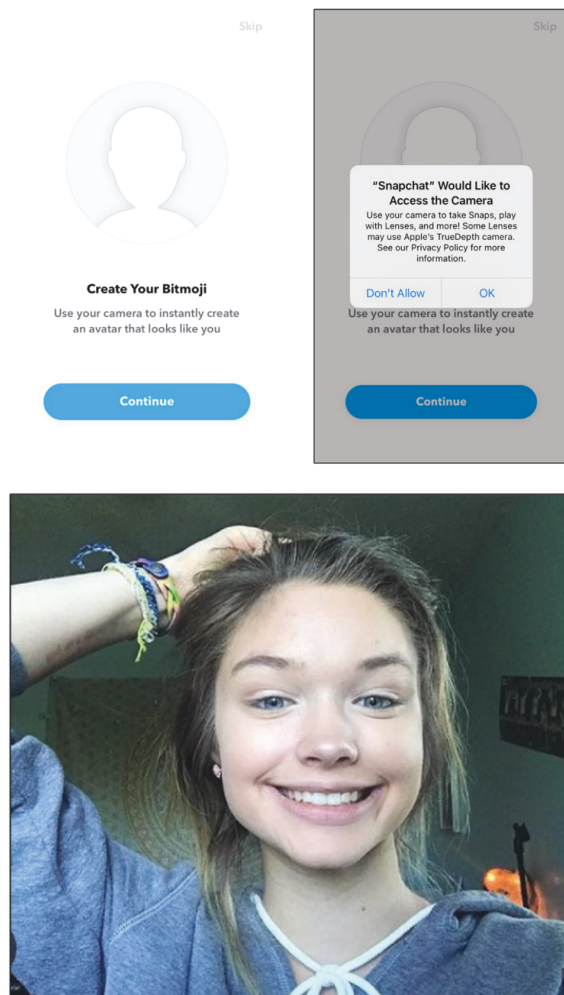 Skip
Create Your Bitmoji
Use your camera to instantly create
an avatar that looks like you
Continue
Skip
"Snapchat" Would Like to
Access the Camera
Use your camera to take Snaps, play
with Lenses, and more! Some Lenses
may use Apple's TrueDepth camera.
See our Privacy Policy for more
information.
Don't Allow
OK
Use your camera to instantly create
an avatar that looks like you
Continue